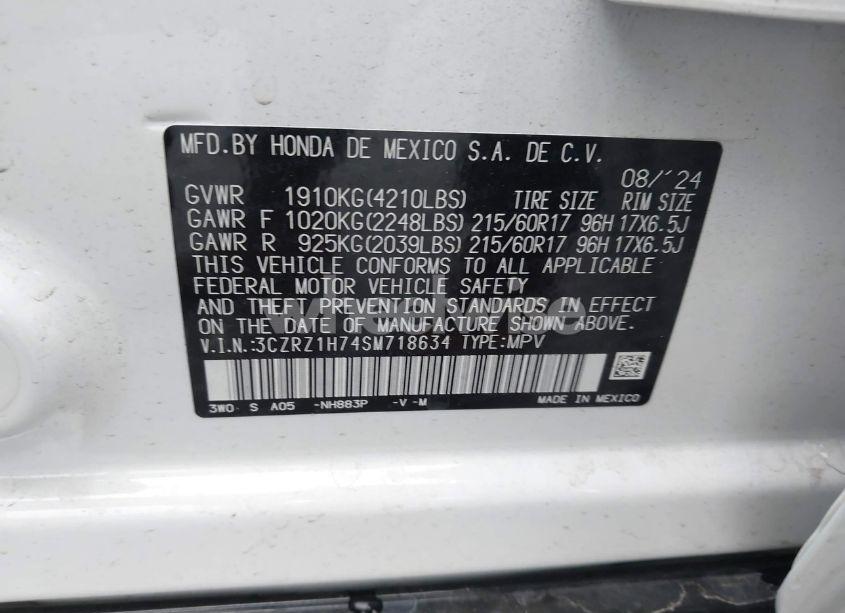 MFD.BY HONDA DE MEXICO S.A. DE C.V.
08/´24
GVWR 1910KG(4210LBS) TIRE SIZE RIM SIZE
GAWR F 1020KG(2248LBS) 215/60R17 96H 17X6.5J
GAWR R 925KG(2039LBS) 215/60R17 96H 17X6.5J
THIS VEHICLE CONFORMS TO ALL APPLICABLE
FEDERAL MOTOR VEHICLE SAFETY
AND THEFT PREVENTION STANDARDS IN EFFECT
ON THE DATE OF MANUFACTURE SHOWN ABOVE.
V.I.N.:3CZRZ1H74SM718634 TYPE:MPV
3W0 S A05 -NH883P -V -M MADE IN MEXICO